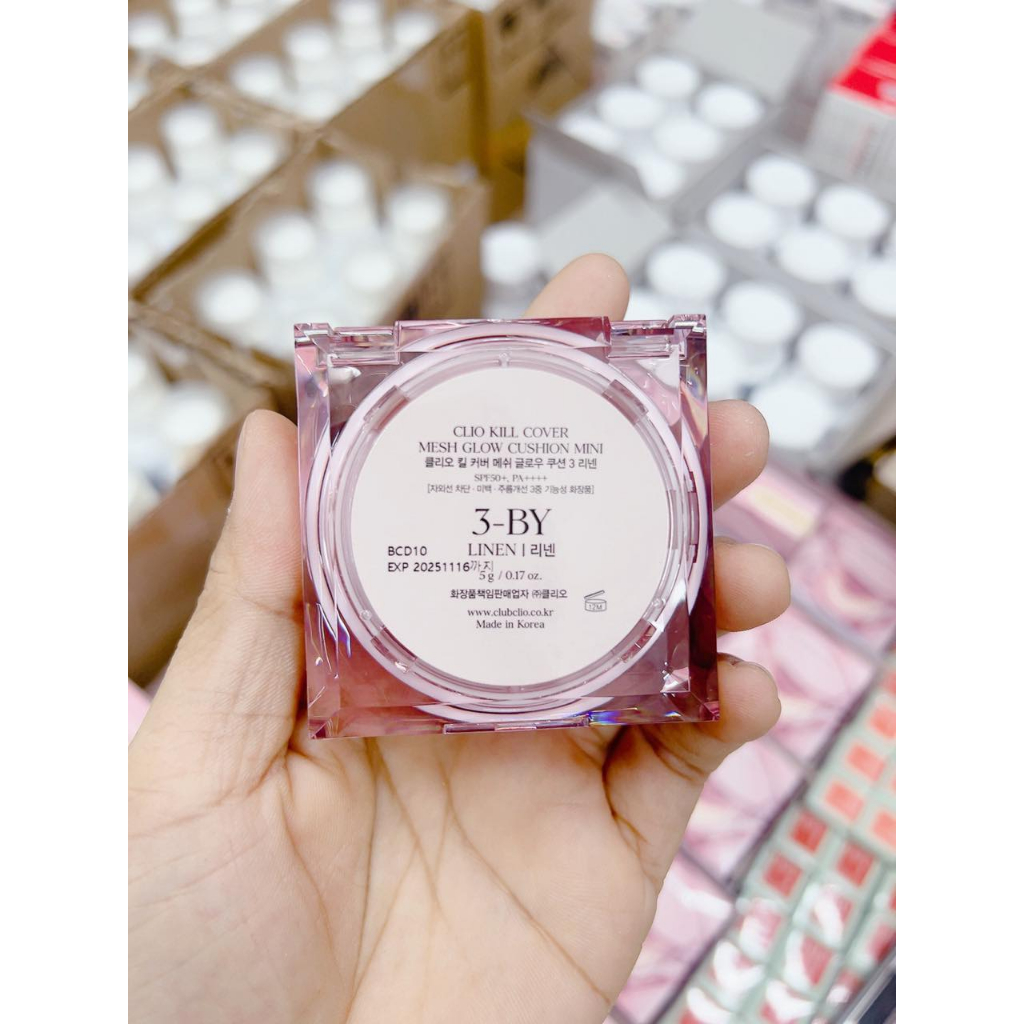 CLIO KILL COVER
MESH GLOW CUSHION MINI
클리오 킬 커버 메쉬 글로우 쿠션 3 리넨
SPF50+, PA++++
[자외선 차단 · 미백 · 주름개선 3중 기능성 화장품]
3-BY
LINEN | 리넨
BCD10
EXP 20251116까지
5 g / 0.17 oz.
화장품책임판매업자 ㈜클리오
12M
www.clubclio.co.kr
Made in Korea